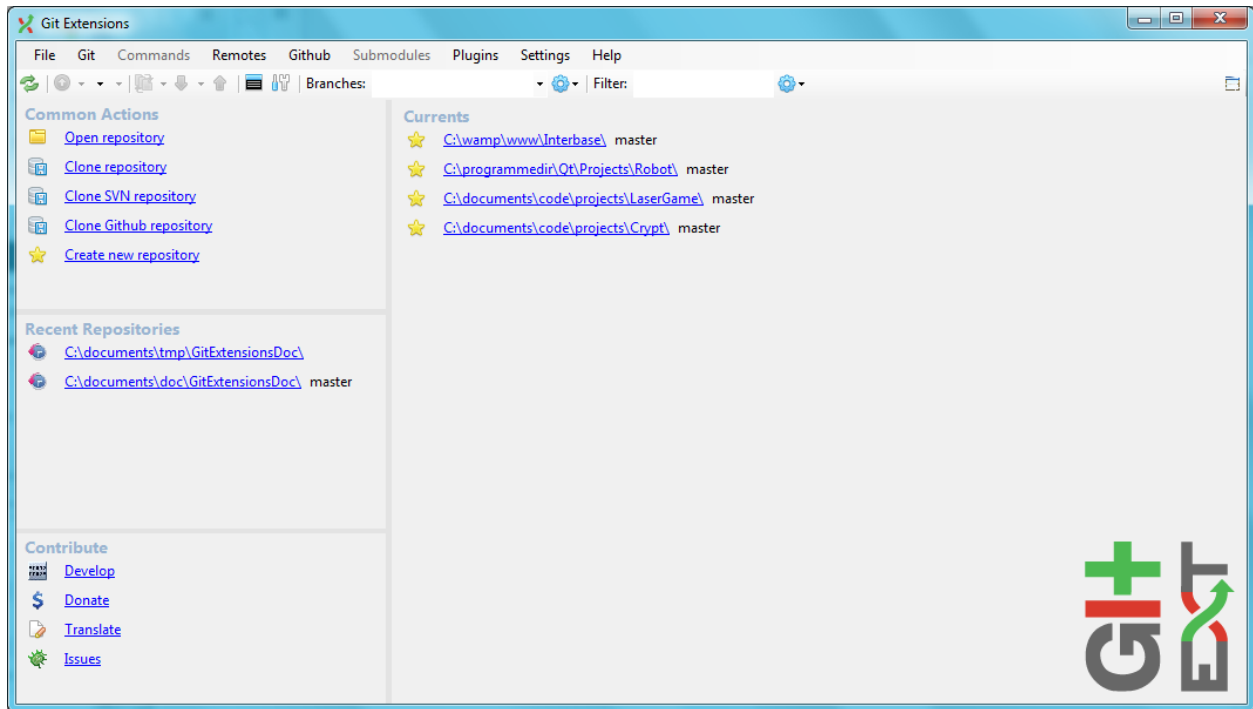 Git Extensions
File Git Commands Remotes Github Submodules Plugins Settings Help
Branches: Filter:
Common Actions
Open repository
Clone repository
Clone SVN repository
Clone Github repository
Create new repository
Recent Repositories
C:\documents\tmp\GitExtensionsDoc\
C:\documents\doc\GitExtensionsDoc\ master
Contribute
Develop
Donate
Translate
Issues
Currents
C:\wamp\www\Interbase\ master
C:\programmedir\Qt\Projects\Robot\ master
C:\documents\code\projects\LaserGame\ master
C:\documents\code\projects\Crypt\ master
GIt
EXT